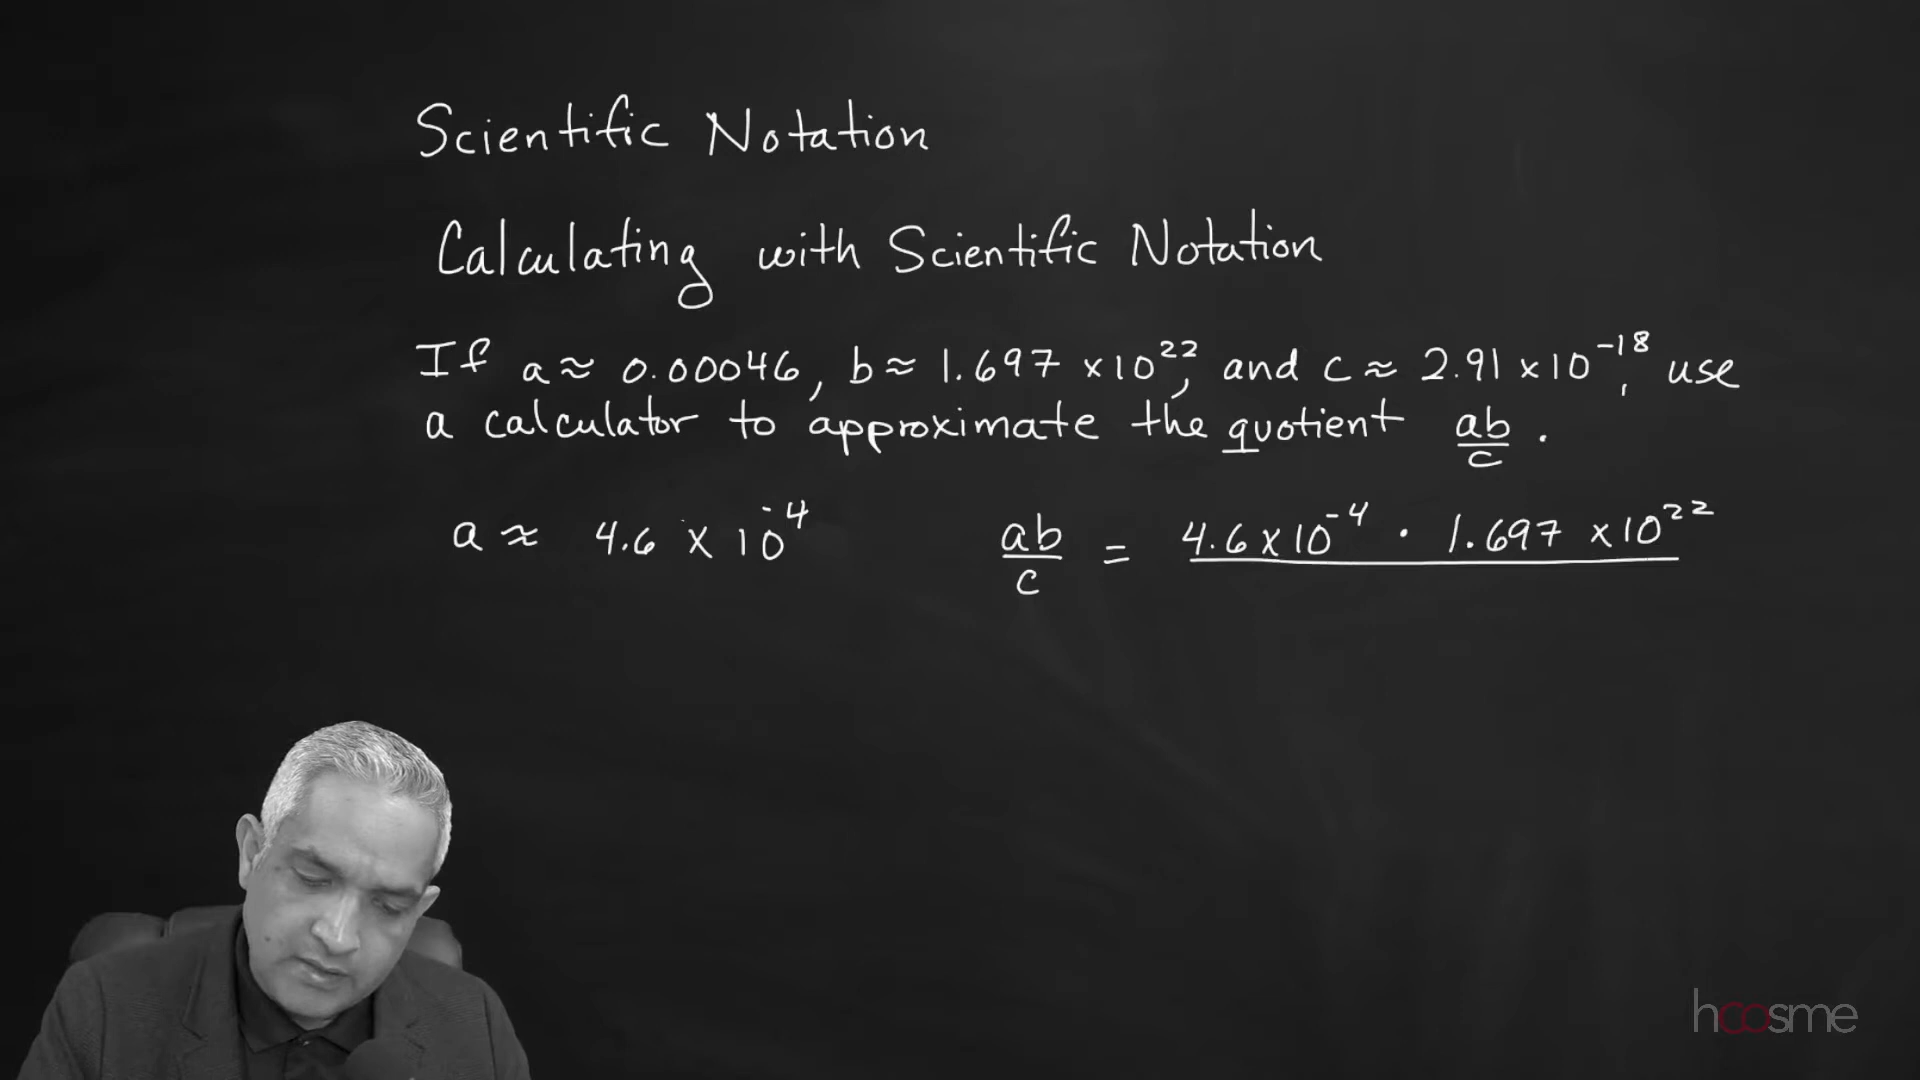 Scientific Notation
Calculating with Scientific Notation
If a ≈ 0.00046, b ≈ 1.697 × 10²², and c ≈ 2.91 × 10⁻¹⁸, use
a calculator to approximate the quotient ab/c.
a ≈ 4.6 × 10⁻⁴
ab/c = 4.6 × 10⁻⁴ · 1.697 × 10²²
hoosme